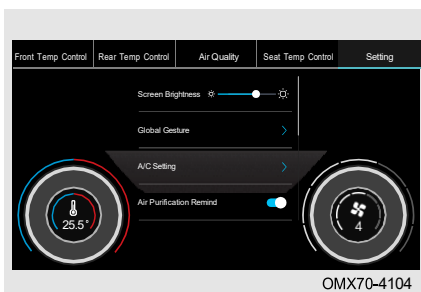 Front Temp Control
Rear Temp Control
Air Quality
Seat Temp Control
Setting
Screen Brightness
Global Gesture
A/C Setting
Air Purification Remind
25.5°
4
OMX70-4104